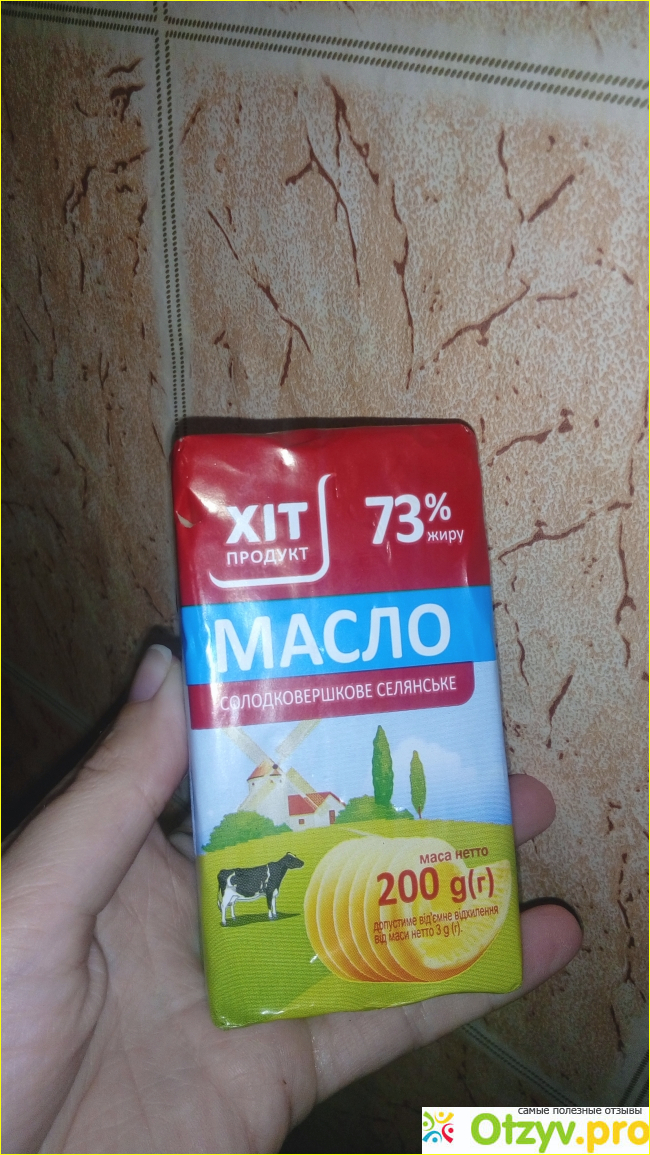 ХІТ
ПРОДУКТ
73%
жиру
МАСЛО
СОЛОДКОВЕРШКОВЕ СЕЛЯНСЬКЕ
маса нетто
200 g(г)
допустиме від'ємне відхилення
від маси нетто 3 g (г).
самые полезные отзывы
Otzyv.pro